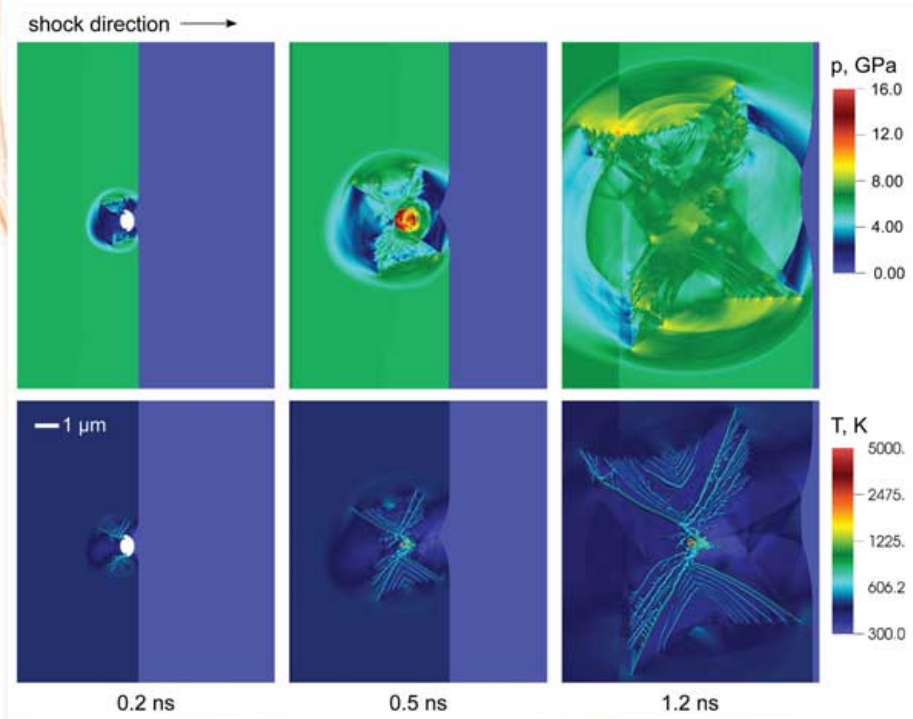 shock direction
p, GPa
16.0
12.0
8.00
4.00
0.00
1 µm
T, K
5000.
2475.
1225.
606.2
300.0
0.2 ns
0.5 ns
1.2 ns